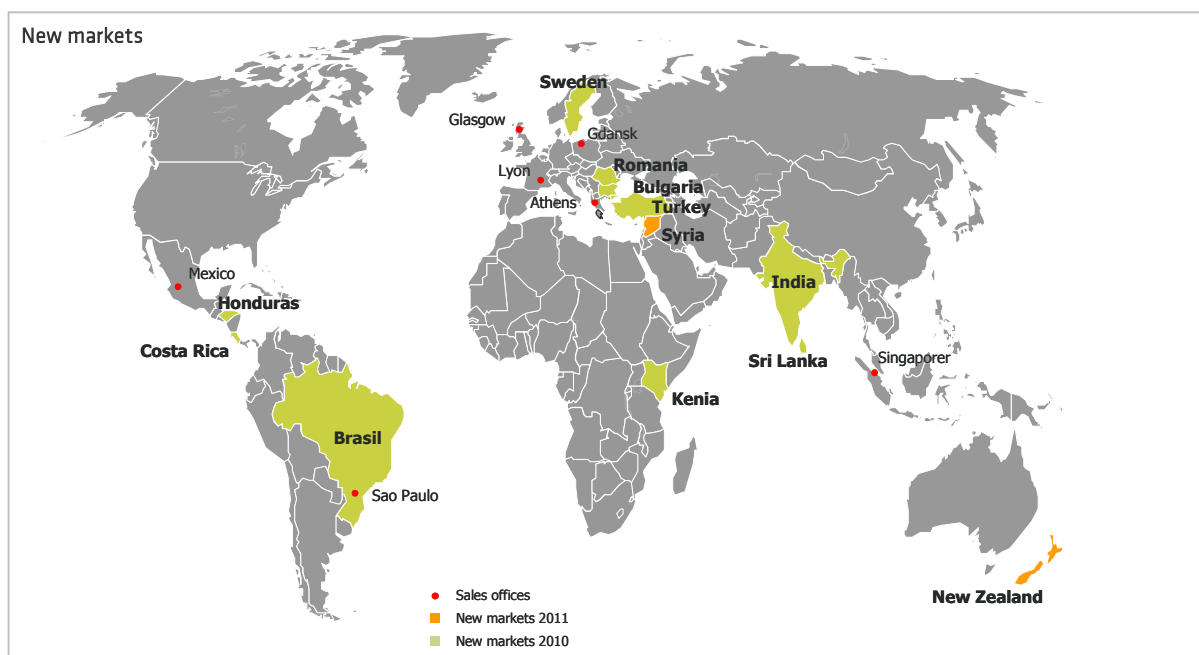 New markets
Sweden
Glasgow
Gdansk
Romania
Lyon
Bulgaria
Athens
Turkey
Syria
Mexico
India
Honduras
Costa Rica
Sri Lanka
Singaporer
Kenia
Brasil
Sao Paulo
New Zealand
Sales offices
New markets 2011
New markets 2010